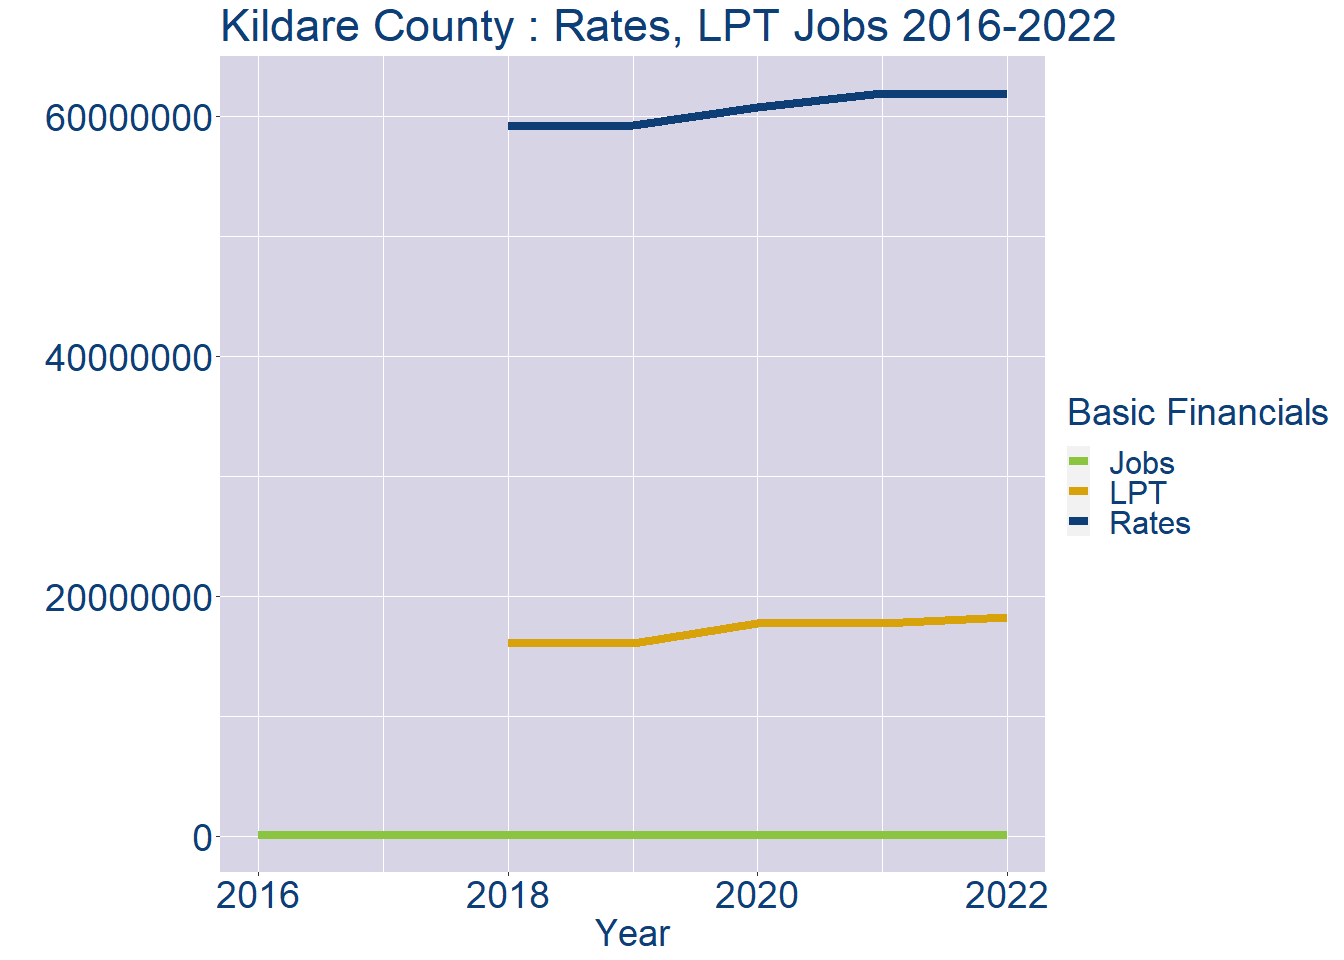 Kildare County : Rates, LPT Jobs 2016-2022
60000000
40000000
20000000
0
2016 2018 2020 2022
Year
Basic Financials
Jobs
LPT
Rates